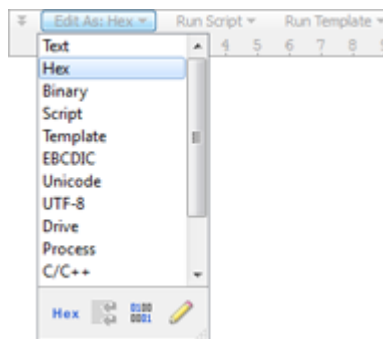 Edit As: Hex Run Script Run Template
4 5 6 7 8
Text
Hex
Binary
Script
Template
EBCDIC
Unicode
UTF-8
Drive
Process
C/C++
Hex 0100
0001